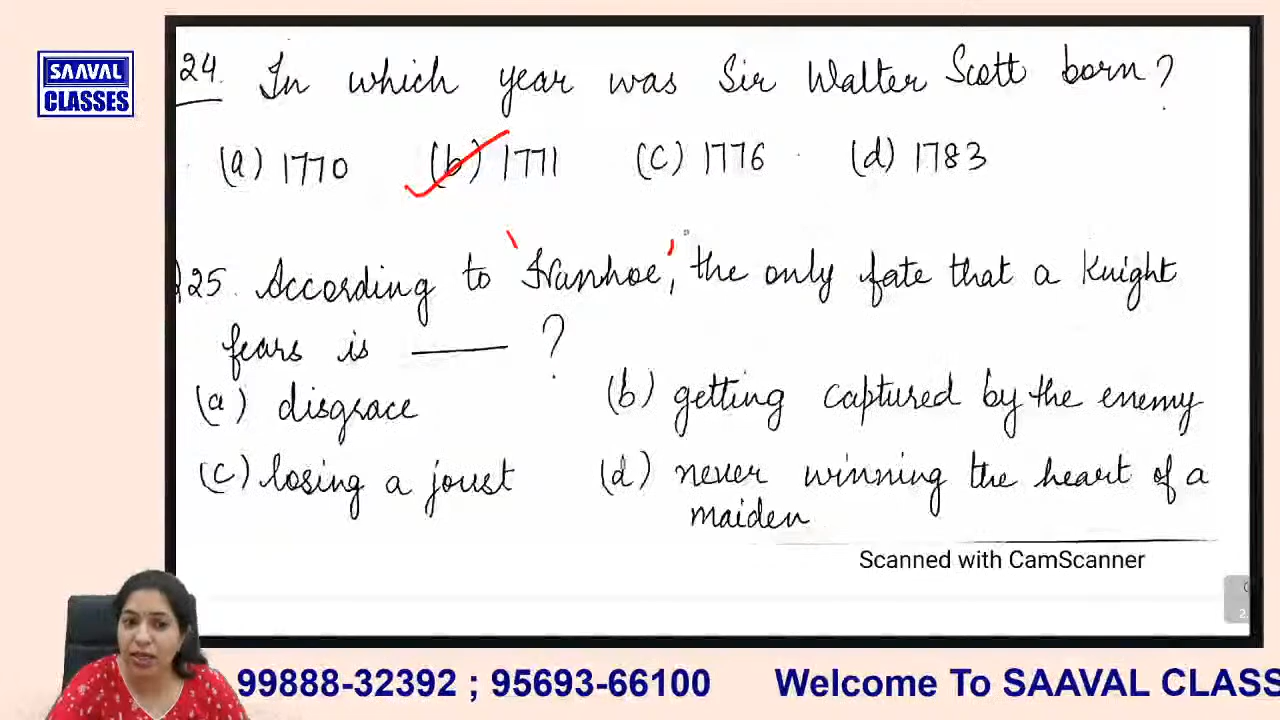 SAAVAL
CLASSES
24. In which year was Sir Walter Scott born?
(a) 1770 (b) 1771 (c) 1776 (d) 1783
25. According to 'Ivanhoe', the only fate that a Knight
fears is ——— ?
(a) disgrace (b) getting captured by the enemy
(c) losing a joust (d) never winning the heart of a
maiden
Scanned with CamScanner
99888-32392 ; 95693-66100 Welcome To SAAVAL CLASS